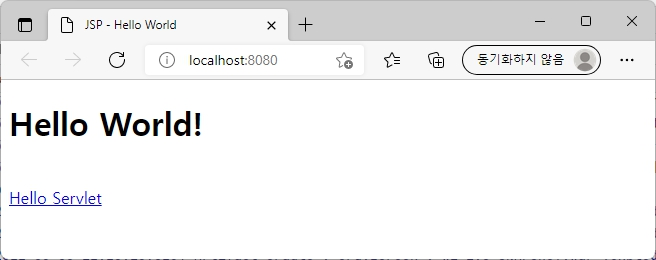 JSP - Hello World
localhost:8080
동기화하지 않음
Hello World!
Hello Servlet